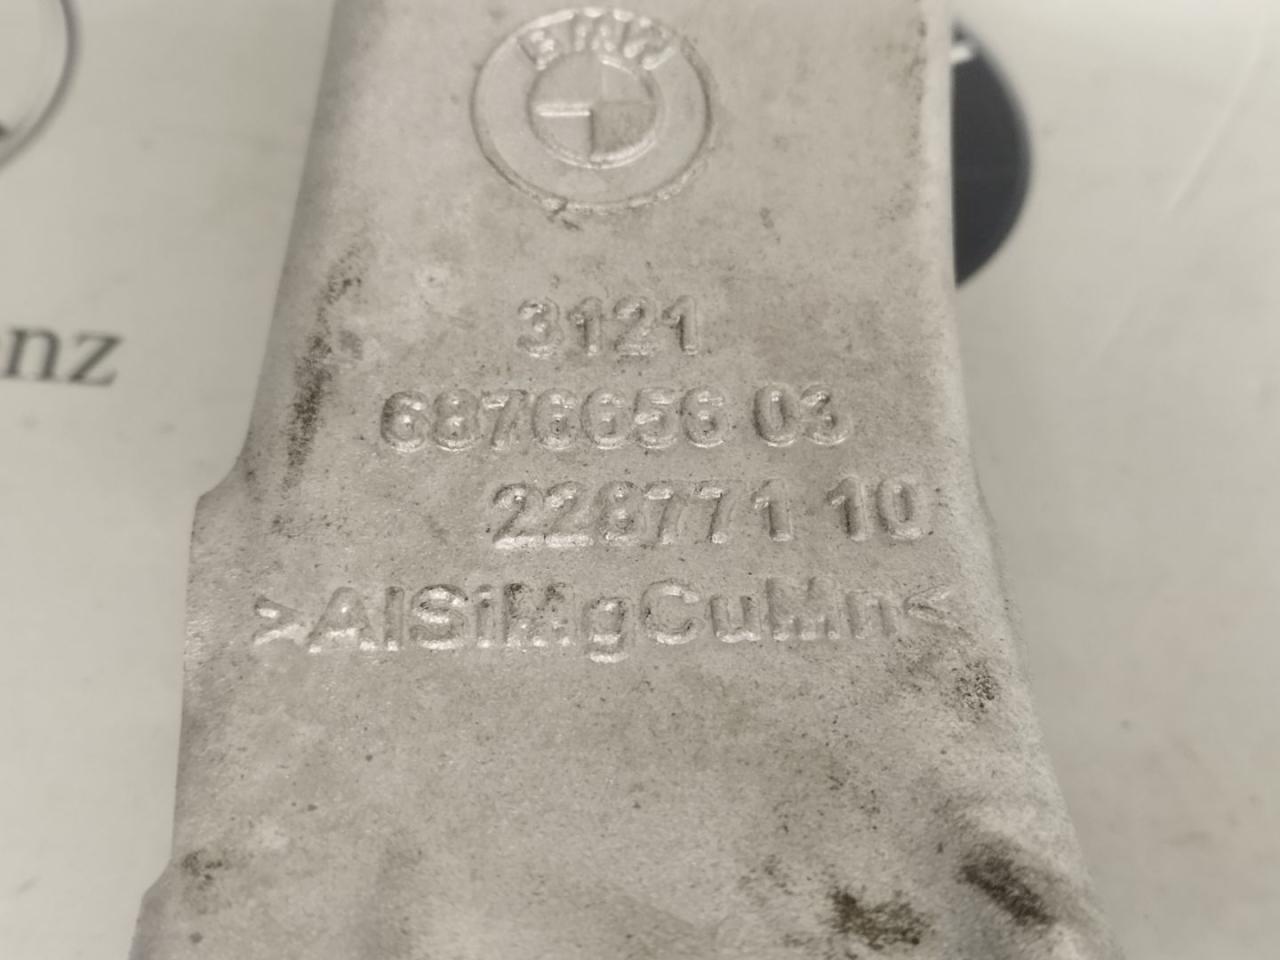 BMW
3121
6876656 03
228771 10
>AlSiMgCuMn<
nz